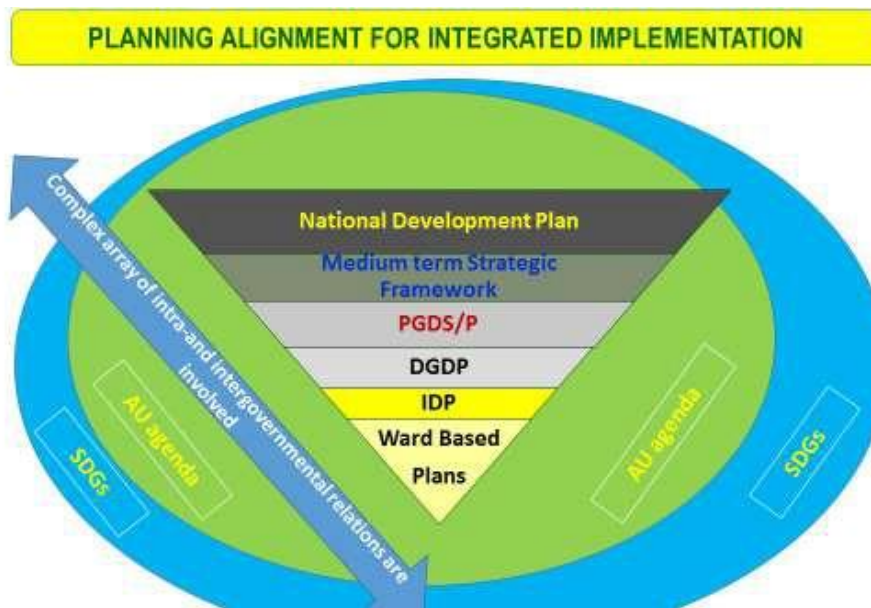 PLANNING ALIGNMENT FOR INTEGRATED IMPLEMENTATION
National Development Plan
Medium term Strategic
Framework
PGDS/P
DGDP
IDP
Ward Based
Plans
Complex array of intra-and intergovernmental relations are
involved
AU agenda
SDGs
AU agenda
SDGs